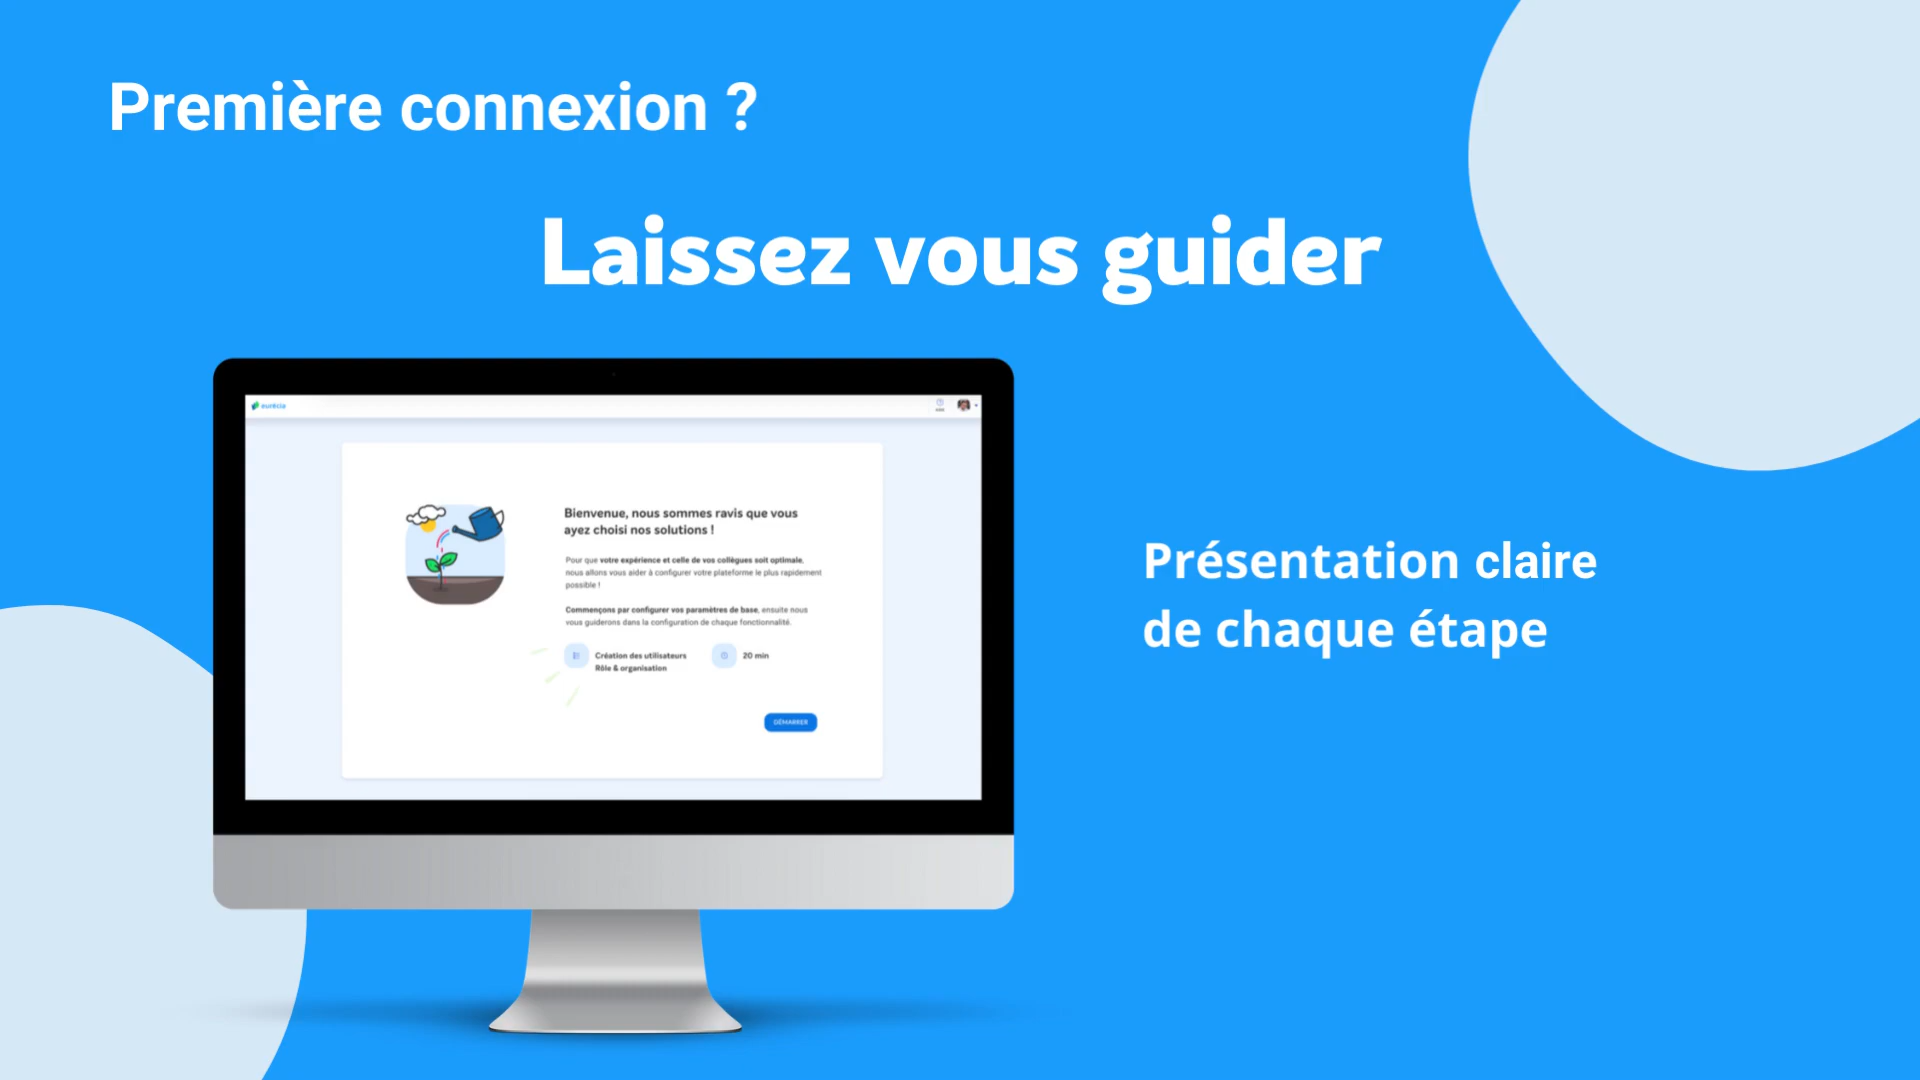 Première connexion ?
Laissez vous guider
eurécia
Bienvenue, nous sommes ravis que vous
ayez choisi nos solutions !
Pour que votre expérience et celle de vos collègues soit optimale,
nous allons vous aider à configurer votre plateforme le plus rapidement
possible !
Commençons par configurer vos paramètres de base, ensuite nous
vous guiderons dans la configuration de chaque fonctionnalité.
Création des utilisateurs
Rôle & organisation
20 min
DÉMARRER
Présentation claire
de chaque étape